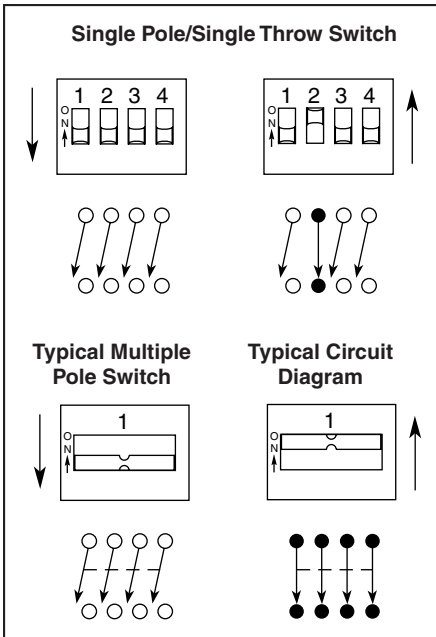 Single Pole/Single Throw Switch
1 2 3 4
ON
1 2 3 4
ON
Typical Multiple
Pole Switch
Typical Circuit
Diagram
1
ON
1
ON